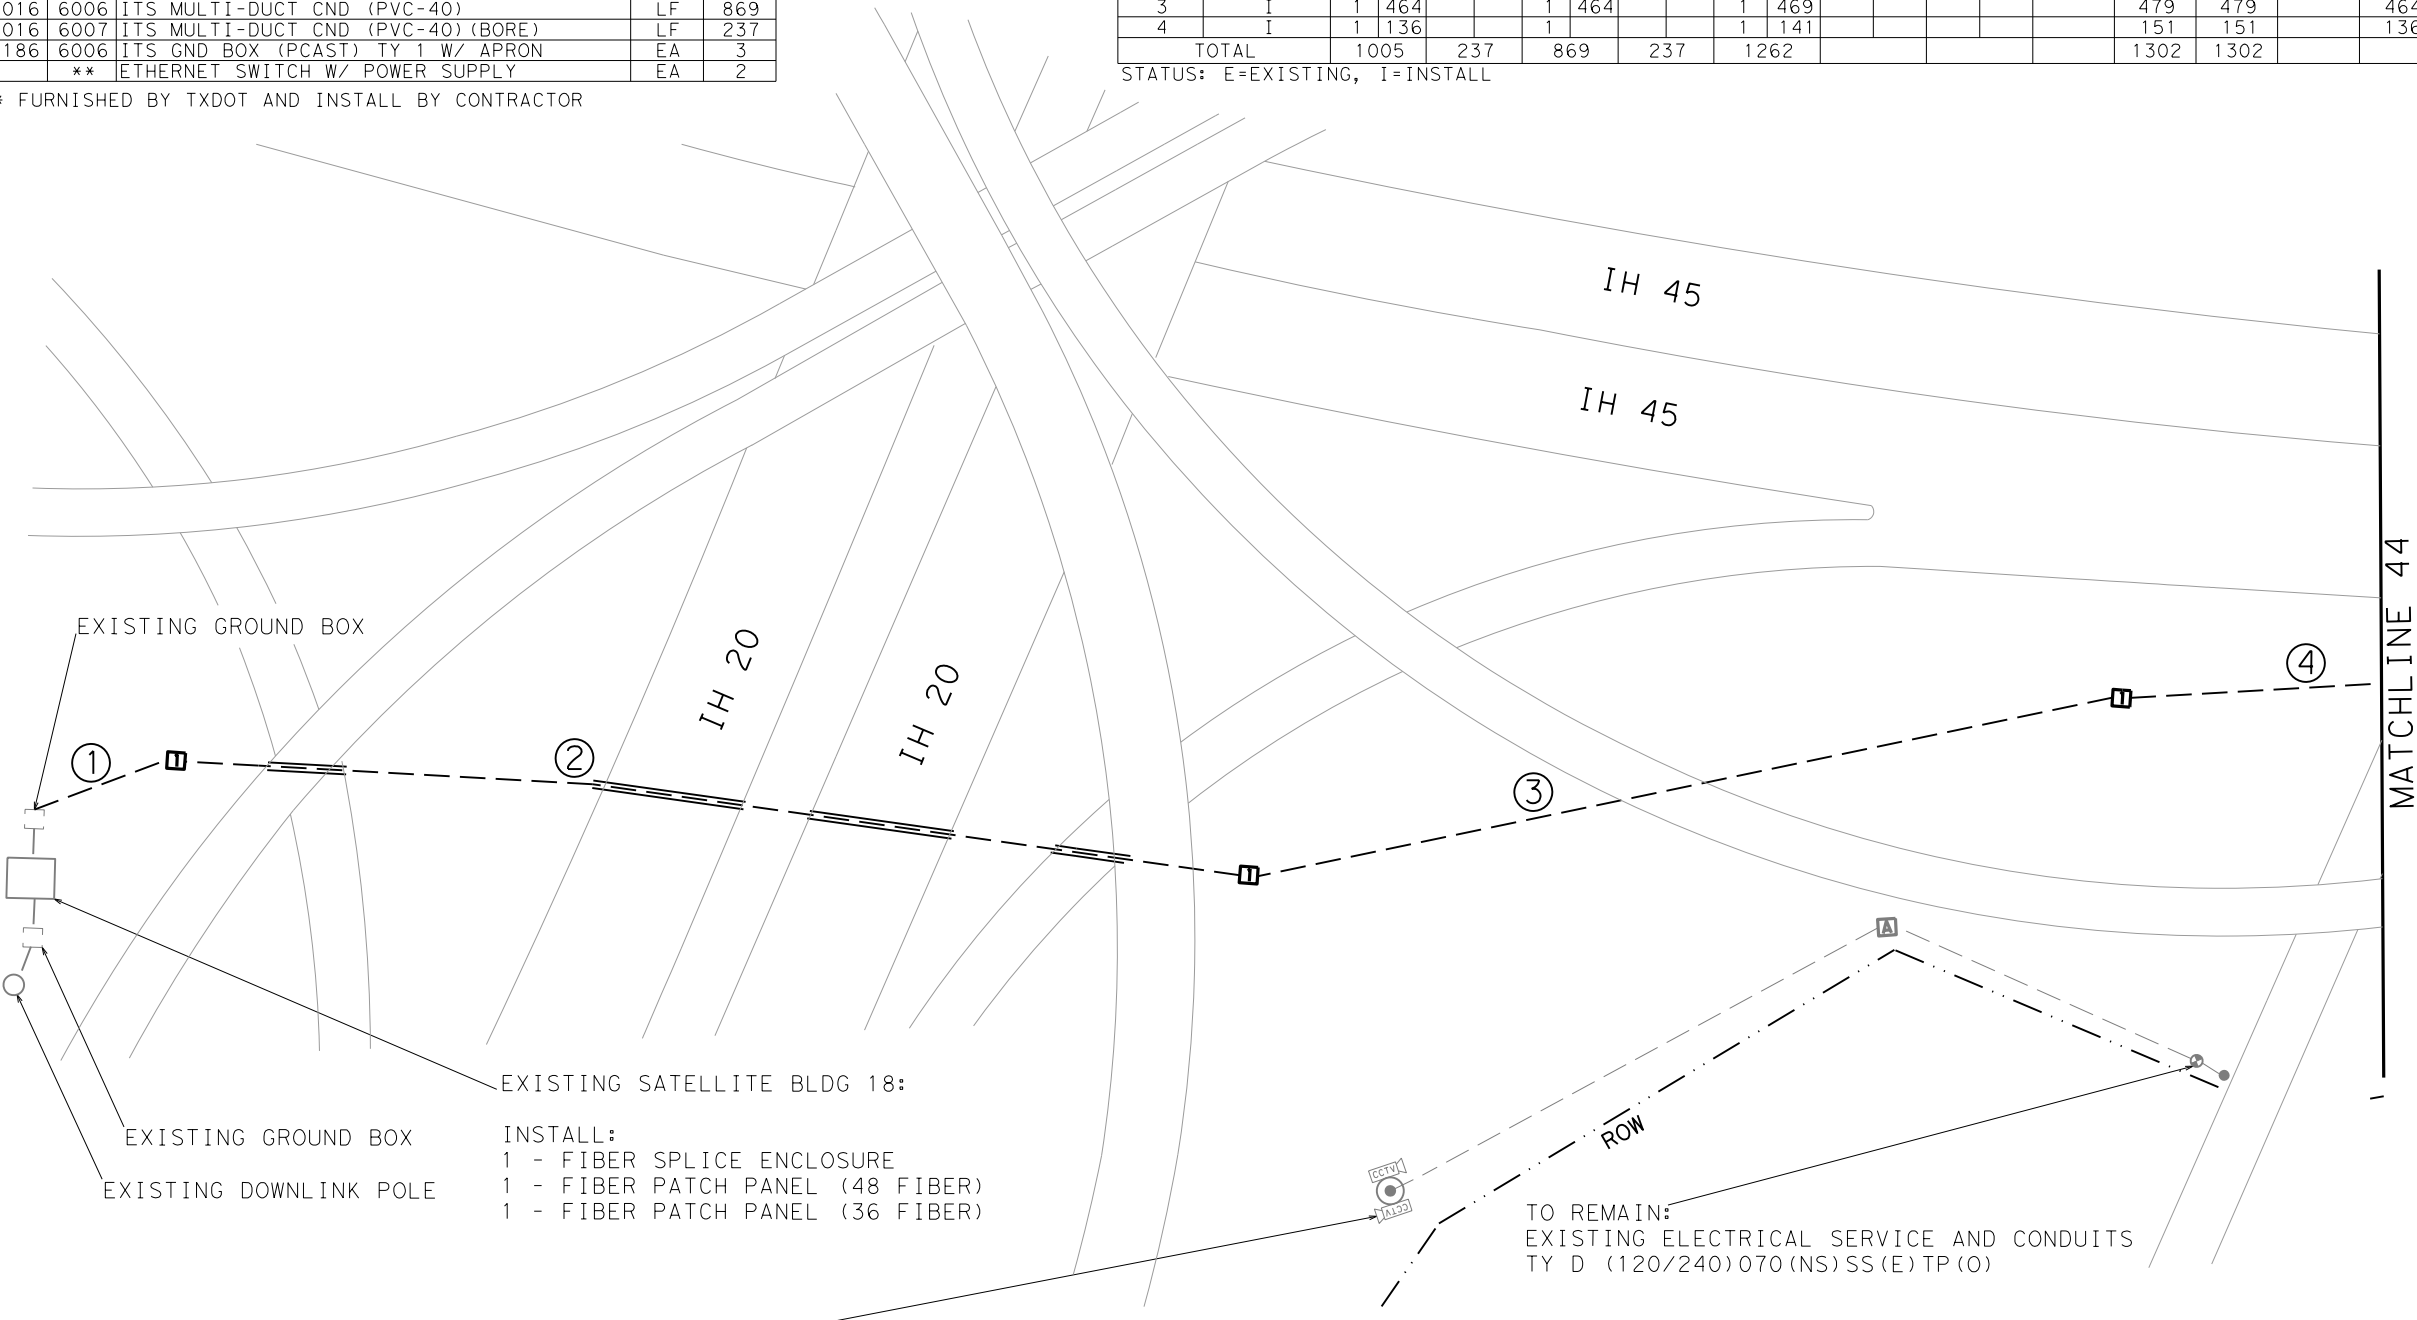 016 6006 ITS MULTI-DUCT CND (PVC-40) LF 869
016 6007 ITS MULTI-DUCT CND (PVC-40)(BORE) LF 237
186 6006 ITS GND BOX (PCAST) TY 1 W/ APRON EA 3
** ETHERNET SWITCH W/ POWER SUPPLY EA 2
* FURNISHED BY TXDOT AND INSTALL BY CONTRACTOR
3 I 1 464 1 464 1 469 479 479 464
4 I 1 136 1 1 141 151 151 136
TOTAL 1005 237 869 237 1262 1302 1302
STATUS: E=EXISTING, I=INSTALL
IH 45
IH 45
MATCHLINE 44
EXISTING GROUND BOX
IH 20
IH 20
4
1
1
1
2
3
1
1
A
EXISTING SATELLITE BLDG 18:
INSTALL:
1 - FIBER SPLICE ENCLOSURE
1 - FIBER PATCH PANEL (48 FIBER)
1 - FIBER PATCH PANEL (36 FIBER)
EXISTING GROUND BOX
EXISTING DOWNLINK POLE
ROW
CCTV
CCTV
TO REMAIN:
EXISTING ELECTRICAL SERVICE AND CONDUITS
TY D (120/240)070(NS)SS(E)TP(O)